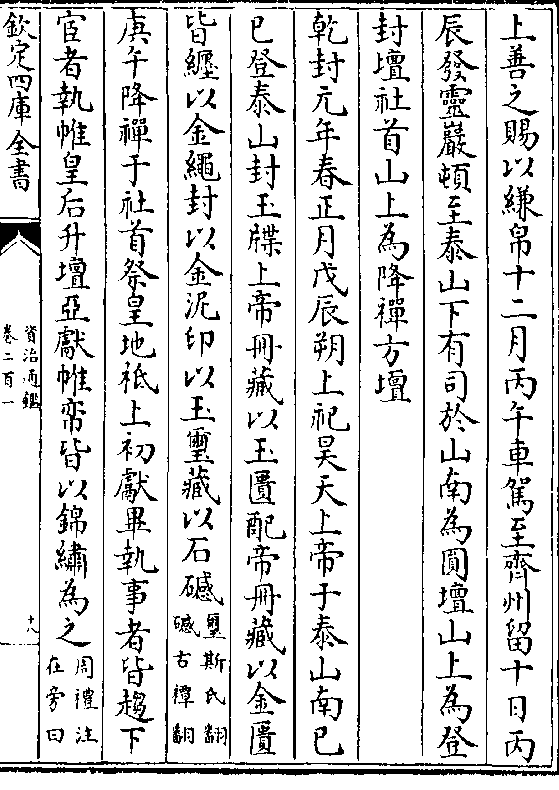 上善之賜以縑帛十二月丙午車駕至齊州留十日丙
辰發靈巖頓至泰山下有司於山南為圓壇山上為登
封壇社首山上為降禪方壇
乾封元年春正月戊辰朔上祀昊天上帝于泰山南己
巳登泰山封玉牒上帝冊藏以玉匱配帝冊藏以金匱
皆纒以金繩封以金泥印以玉璽藏以石䃭璽斯氏翻
䃭古禫翻
庚午降禪于社首祭皇地祗上初獻畢執事者皆趨下
宦者執帷皇后升壇亞獻帷帟皆以錦繡為之周禮注
在旁曰
欽定四庫全書
資治通鑑
卷二百一
十八